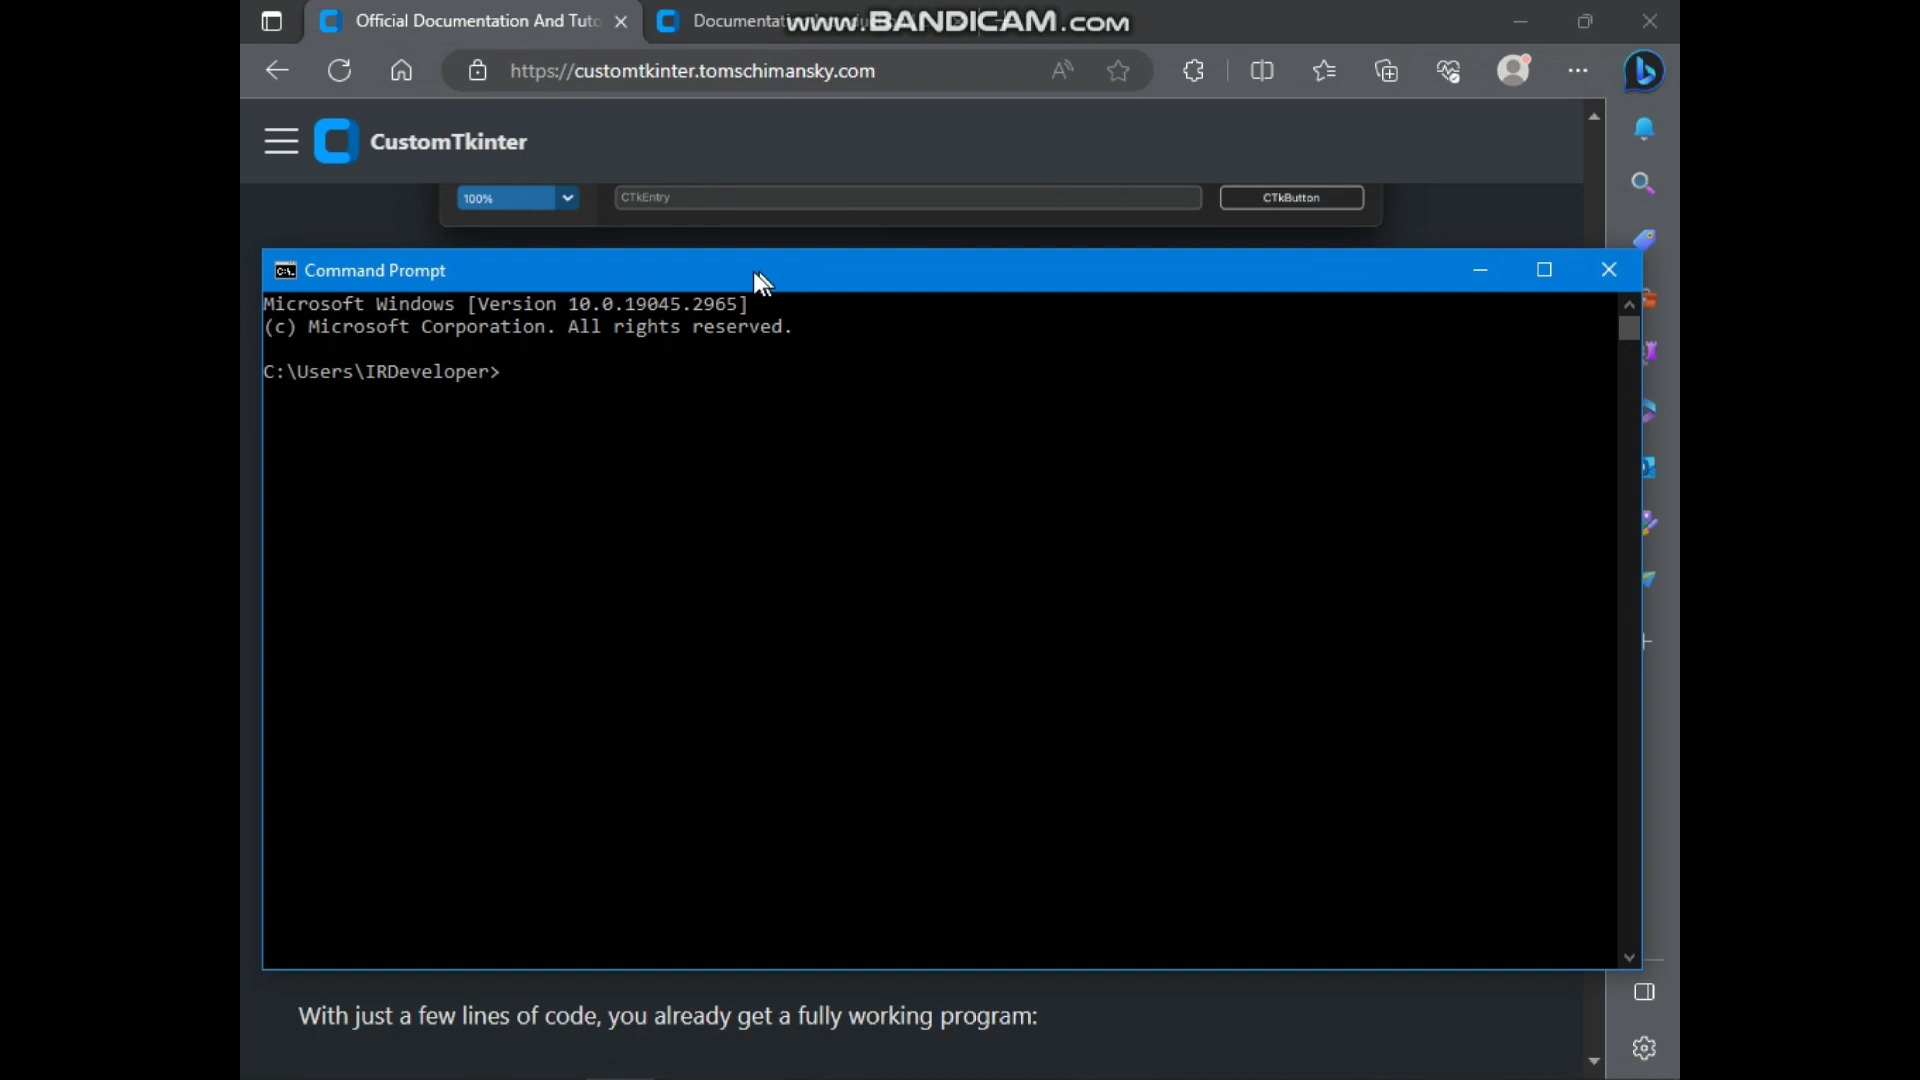 Official Documentation And Tuto
Documentati
www.BANDICAM.com
https://customtkinter.tomschimansky.com
CustomTkinter
100%
CTkEntry
CTkButton
Command Prompt
Microsoft Windows [Version 10.0.19045.2965]
(c) Microsoft Corporation. All rights reserved.
C:\Users\IRDeveloper>
With just a few lines of code, you already get a fully working program: